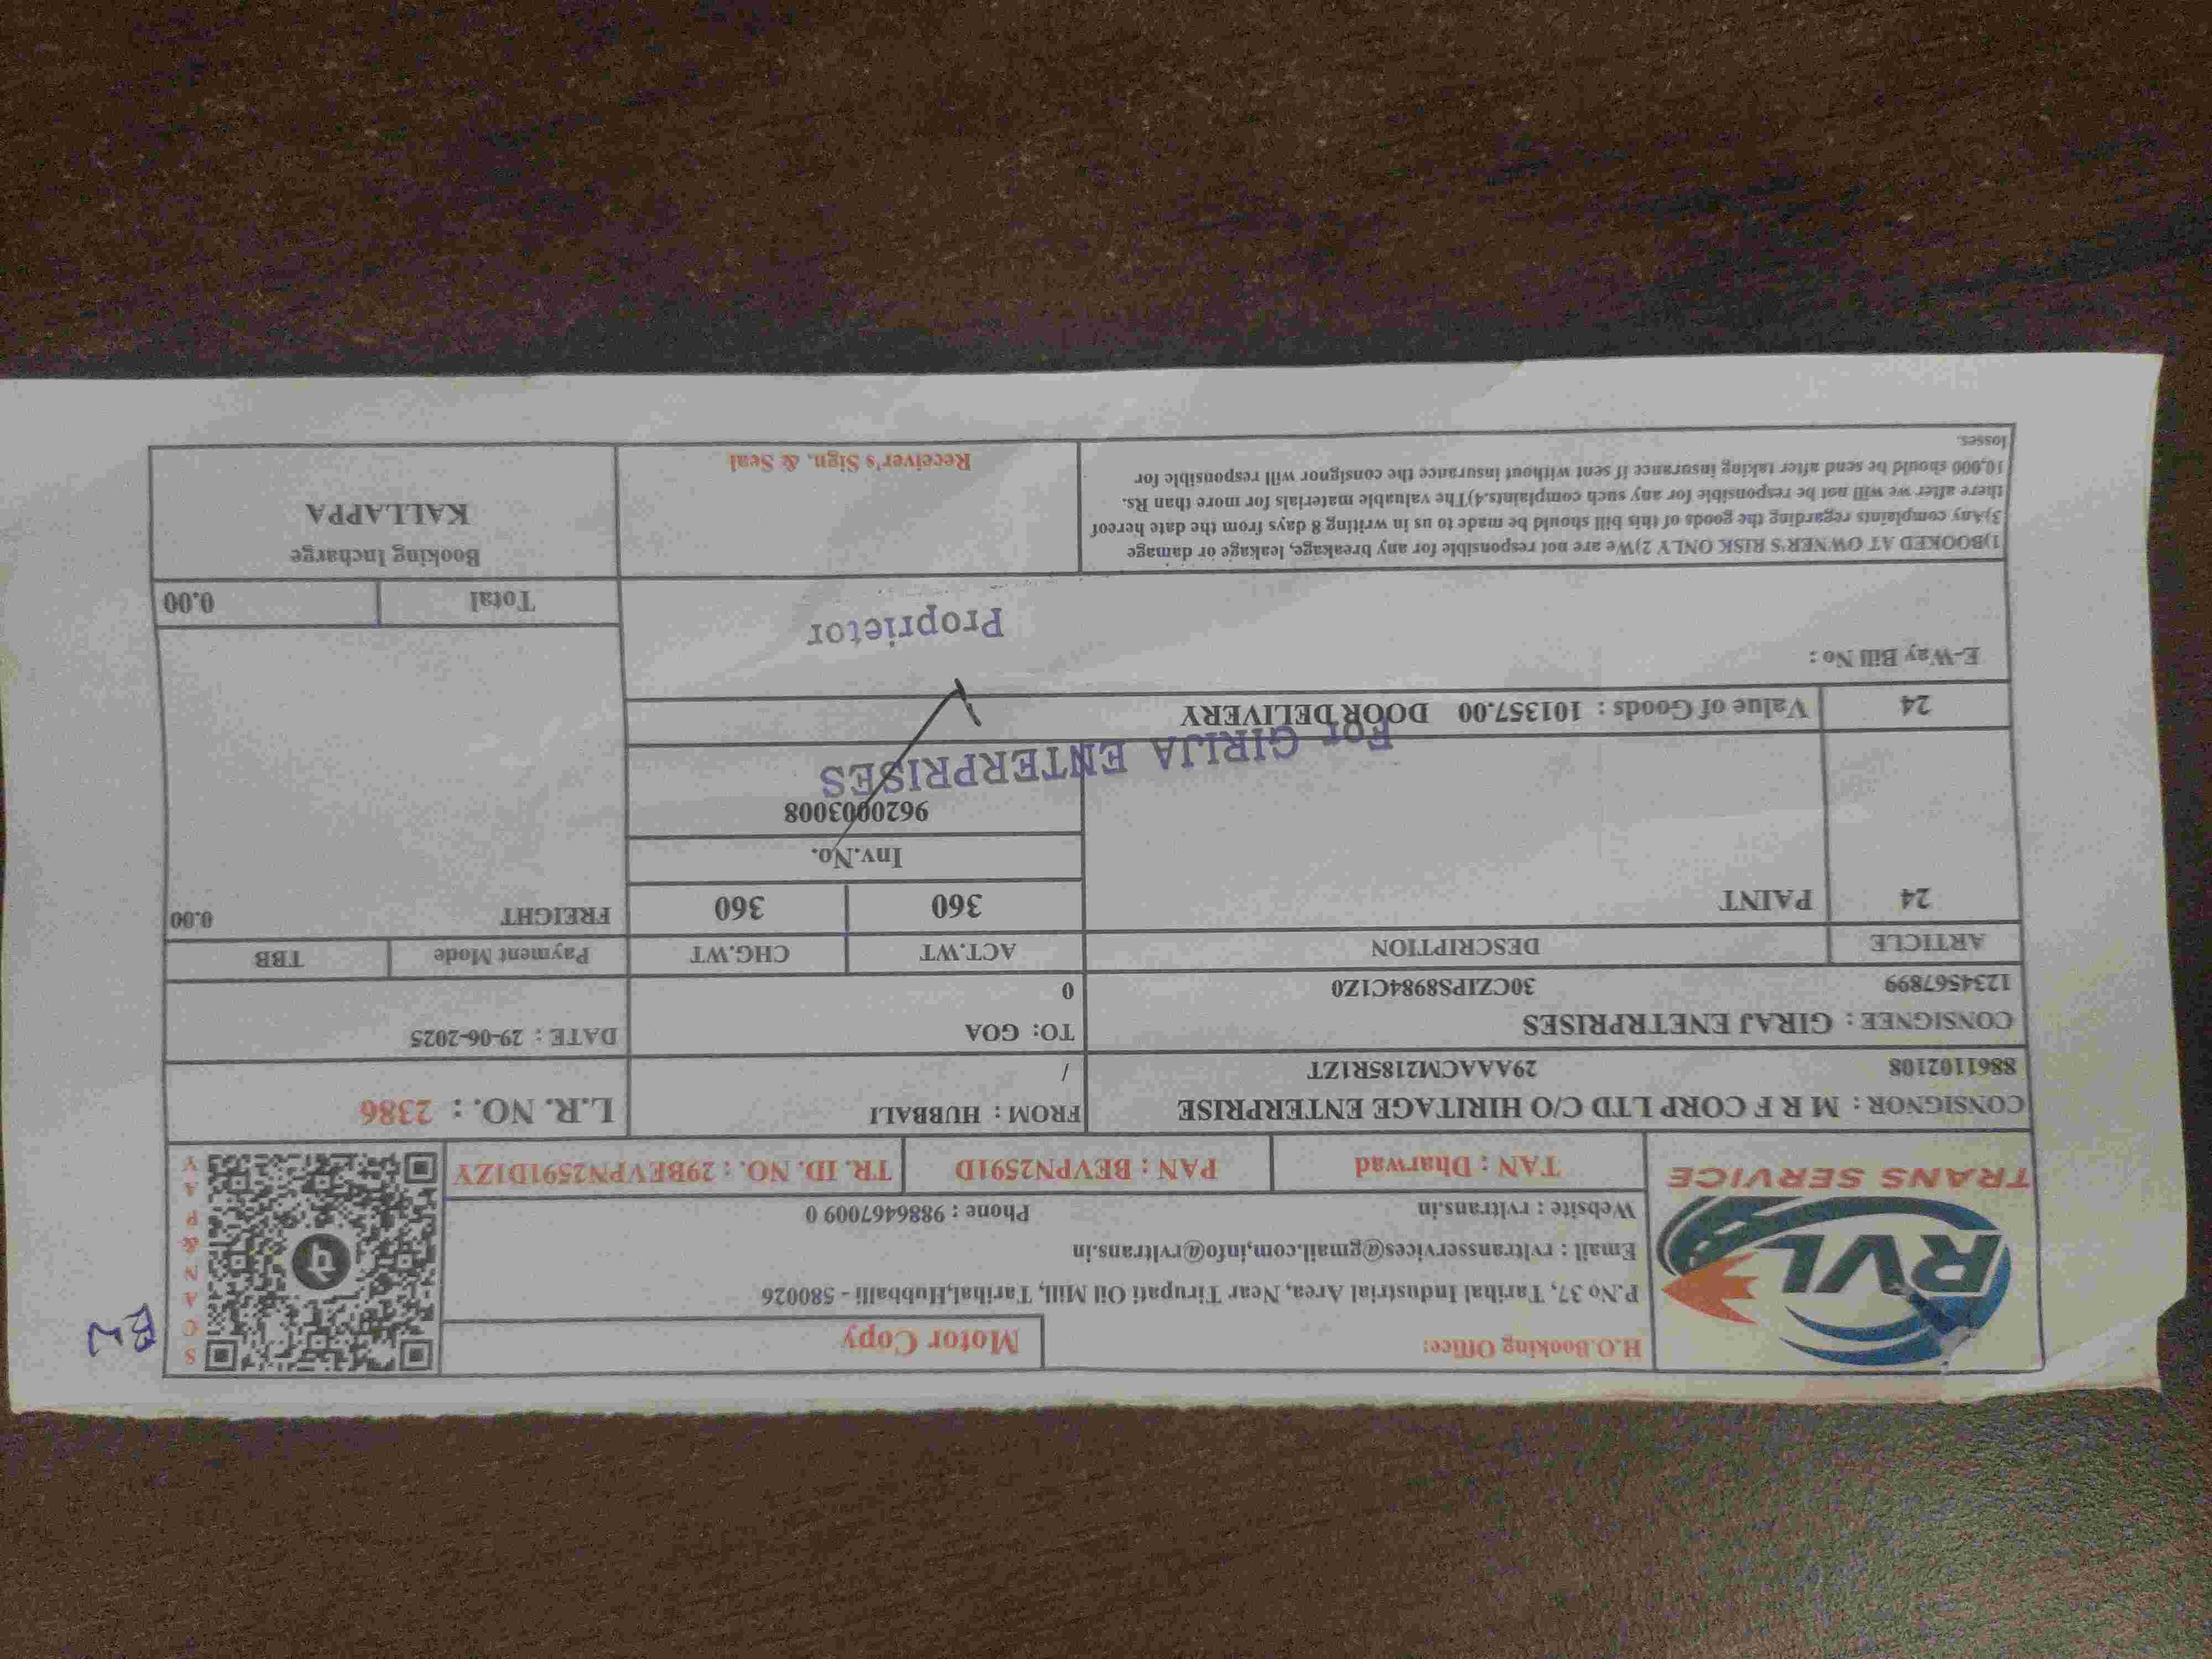 RVL
TRANS SERVICE
H.O.Booking Office:
Motor Copy
P.No 37, Tarihal Industrial Area, Near Tirupati Oil Mill, Tarihal,Hubballi - 580026
Email : rvltransservices@gmail.com,info@rvltrans.in
Website : rvltrans.in Phone : 9886467009 0
TAN : Dharwad PAN : BEVPN2591D TR. ID. NO. : 29BEVPN2591D1ZY
SCAN & PAY
CONSIGNOR : M R F CORP LTD C/O HIRITAGE ENTERPRISE
8861102108 29AAACM2185R1ZT
FROM : HUBBALI
/
L.R. NO. : 2386
CONSIGNEE : GIRAJ ENETRPRISES
1234567899 30CZIPS8984C1Z0
TO: GOA
0
DATE : 29-06-2025
ARTICLE DESCRIPTION ACT.WT CHG.WT Payment Mode TBB
24 PAINT 360 360 FREIGHT 0.00
Inv.No.
9620003008
For GIRIJA ENTERPRISES
24 Value of Goods : 101357.00 DOOR DELIVERY
E-Way Bill No :
Proprietor
Total 0.00
1)BOOKED AT OWNER'S RISK ONLY 2)We are not responsible for any breakage, leakage or damage
3)Any complaints regarding the goods of this bill should be made to us in writing 8 days from the date hereof
there after we will not be responsible for any such complaints.4)The valuable materials for more than Rs.
10,000 should be send after taking insurance if sent without insurance the consignor will responsible for
losses.
Receiver's Sign. & Seal
Booking Incharge
KALLAPPA